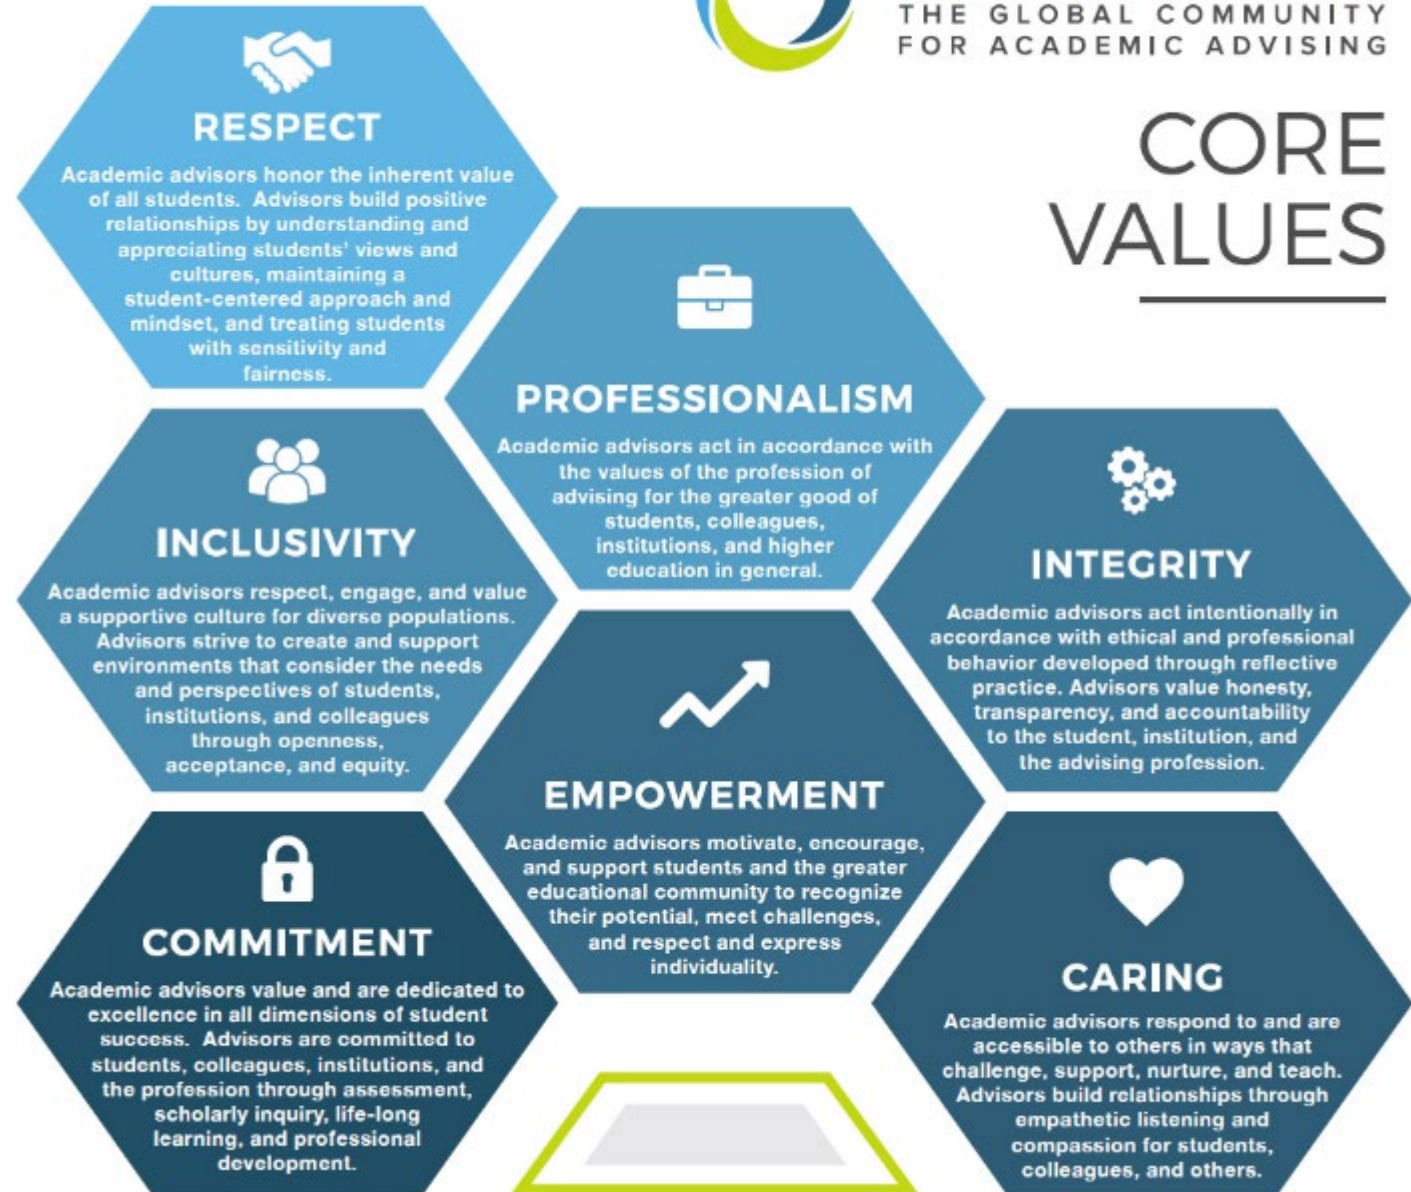 THE GLOBAL COMMUNITY
FOR ACADEMIC ADVISING
CORE
VALUES
RESPECT
Academic advisors honor the inherent value
of all students. Advisors build positive
relationships by understanding and
appreciating students' views and
cultures, maintaining a
student-centered approach and
mindset, and treating students
with sensitivity and
fairness.
PROFESSIONALISM
Academic advisors act in accordance with
the values of the profession of
advising for the greater good of
students, colleagues,
institutions, and higher
education in general.
INCLUSIVITY
Academic advisors respect, engage, and value
a supportive culture for diverse populations.
Advisors strive to create and support
environments that consider the needs
and perspectives of students,
institutions, and colleagues
through openness,
acceptance, and equity.
INTEGRITY
Academic advisors act intentionally in
accordance with ethical and professional
behavior developed through reflective
practice. Advisors value honesty,
transparency, and accountability
to the student, institution, and
the advising profession.
EMPOWERMENT
Academic advisors motivate, encourage,
and support students and the greater
educational community to recognize
their potential, meet challenges,
and respect and express
individuality.
COMMITMENT
Academic advisors value and are dedicated to
excellence in all dimensions of student
success. Advisors are committed to
students, colleagues, institutions, and
the profession through assessment,
scholarly inquiry, life-long
learning, and professional
development.
CARING
Academic advisors respond to and are
accessible to others in ways that
challenge, support, nurture, and teach.
Advisors build relationships through
empathetic listening and
compassion for students,
colleagues, and others.